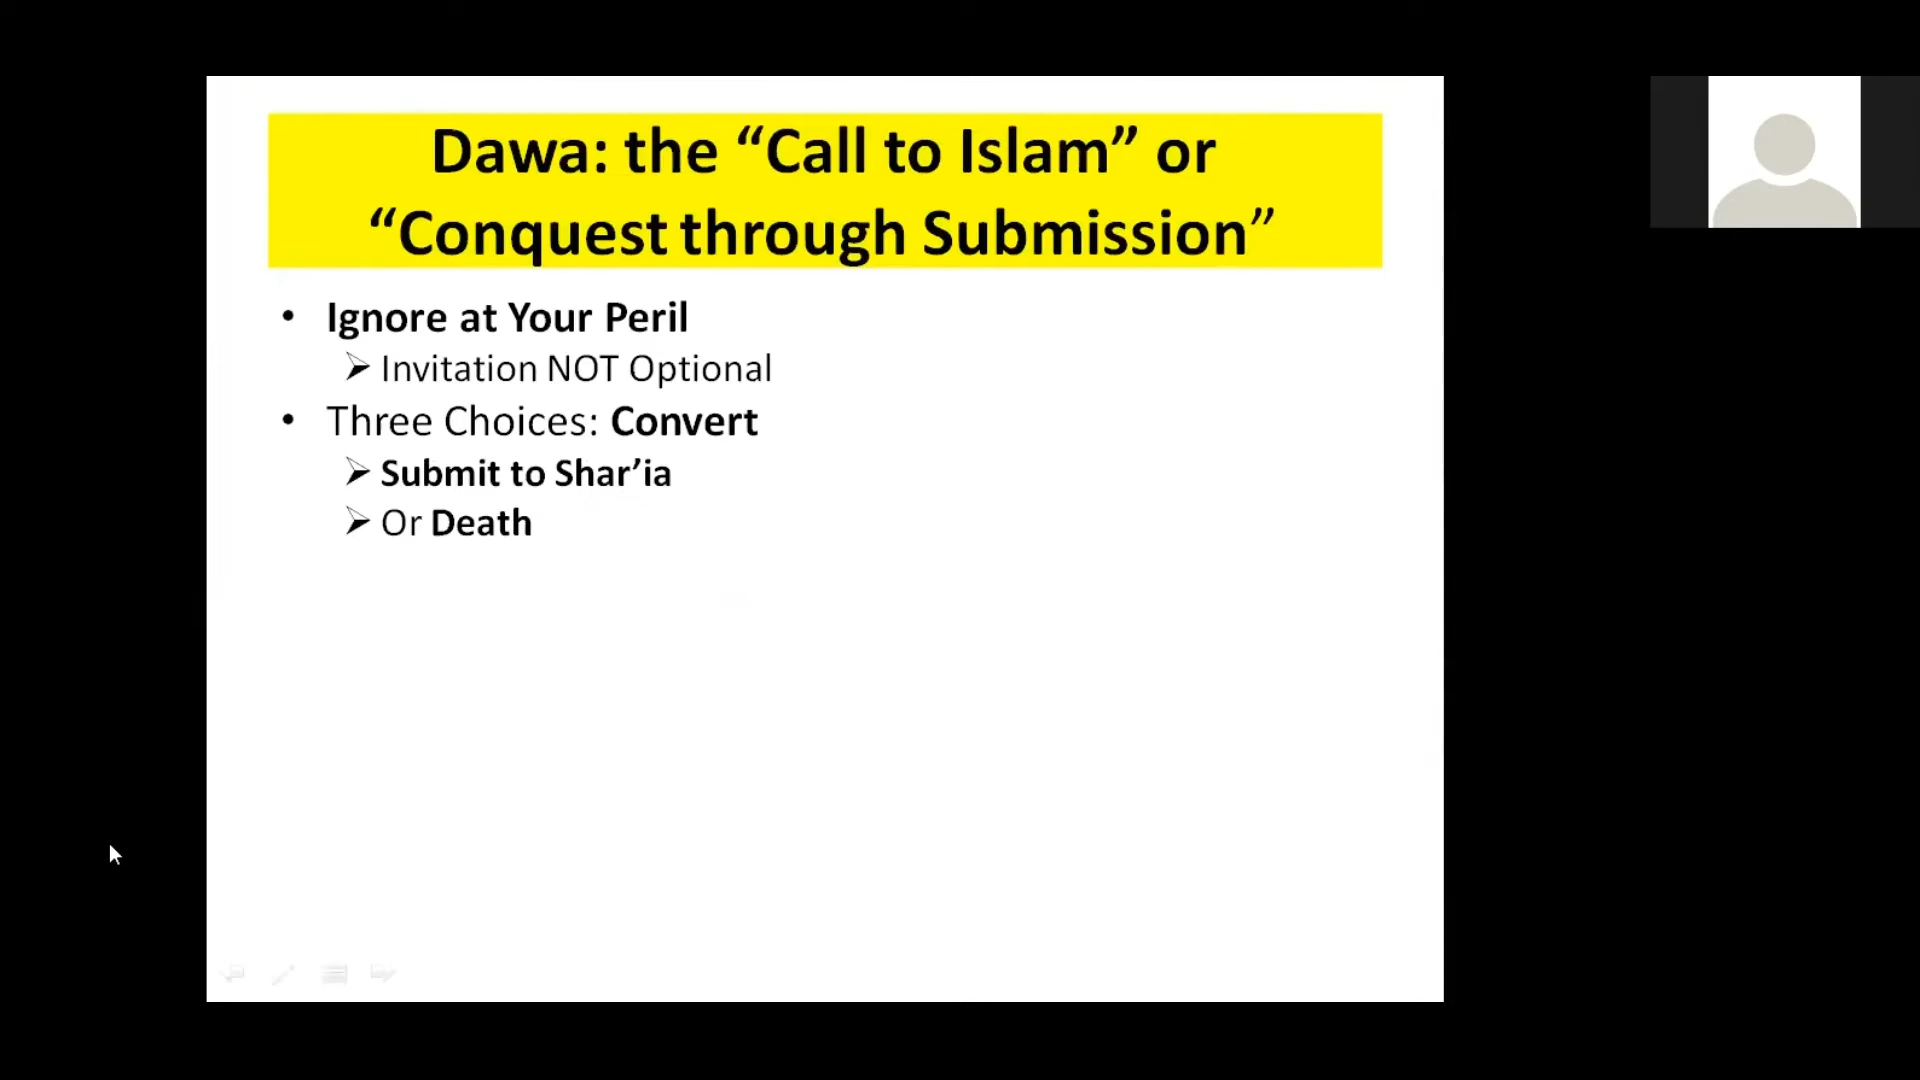 Dawa: the “Call to Islam” or
“Conquest through Submission”
• Ignore at Your Peril
➢ Invitation NOT Optional
• Three Choices: Convert
➢ Submit to Shar’ia
➢ Or Death